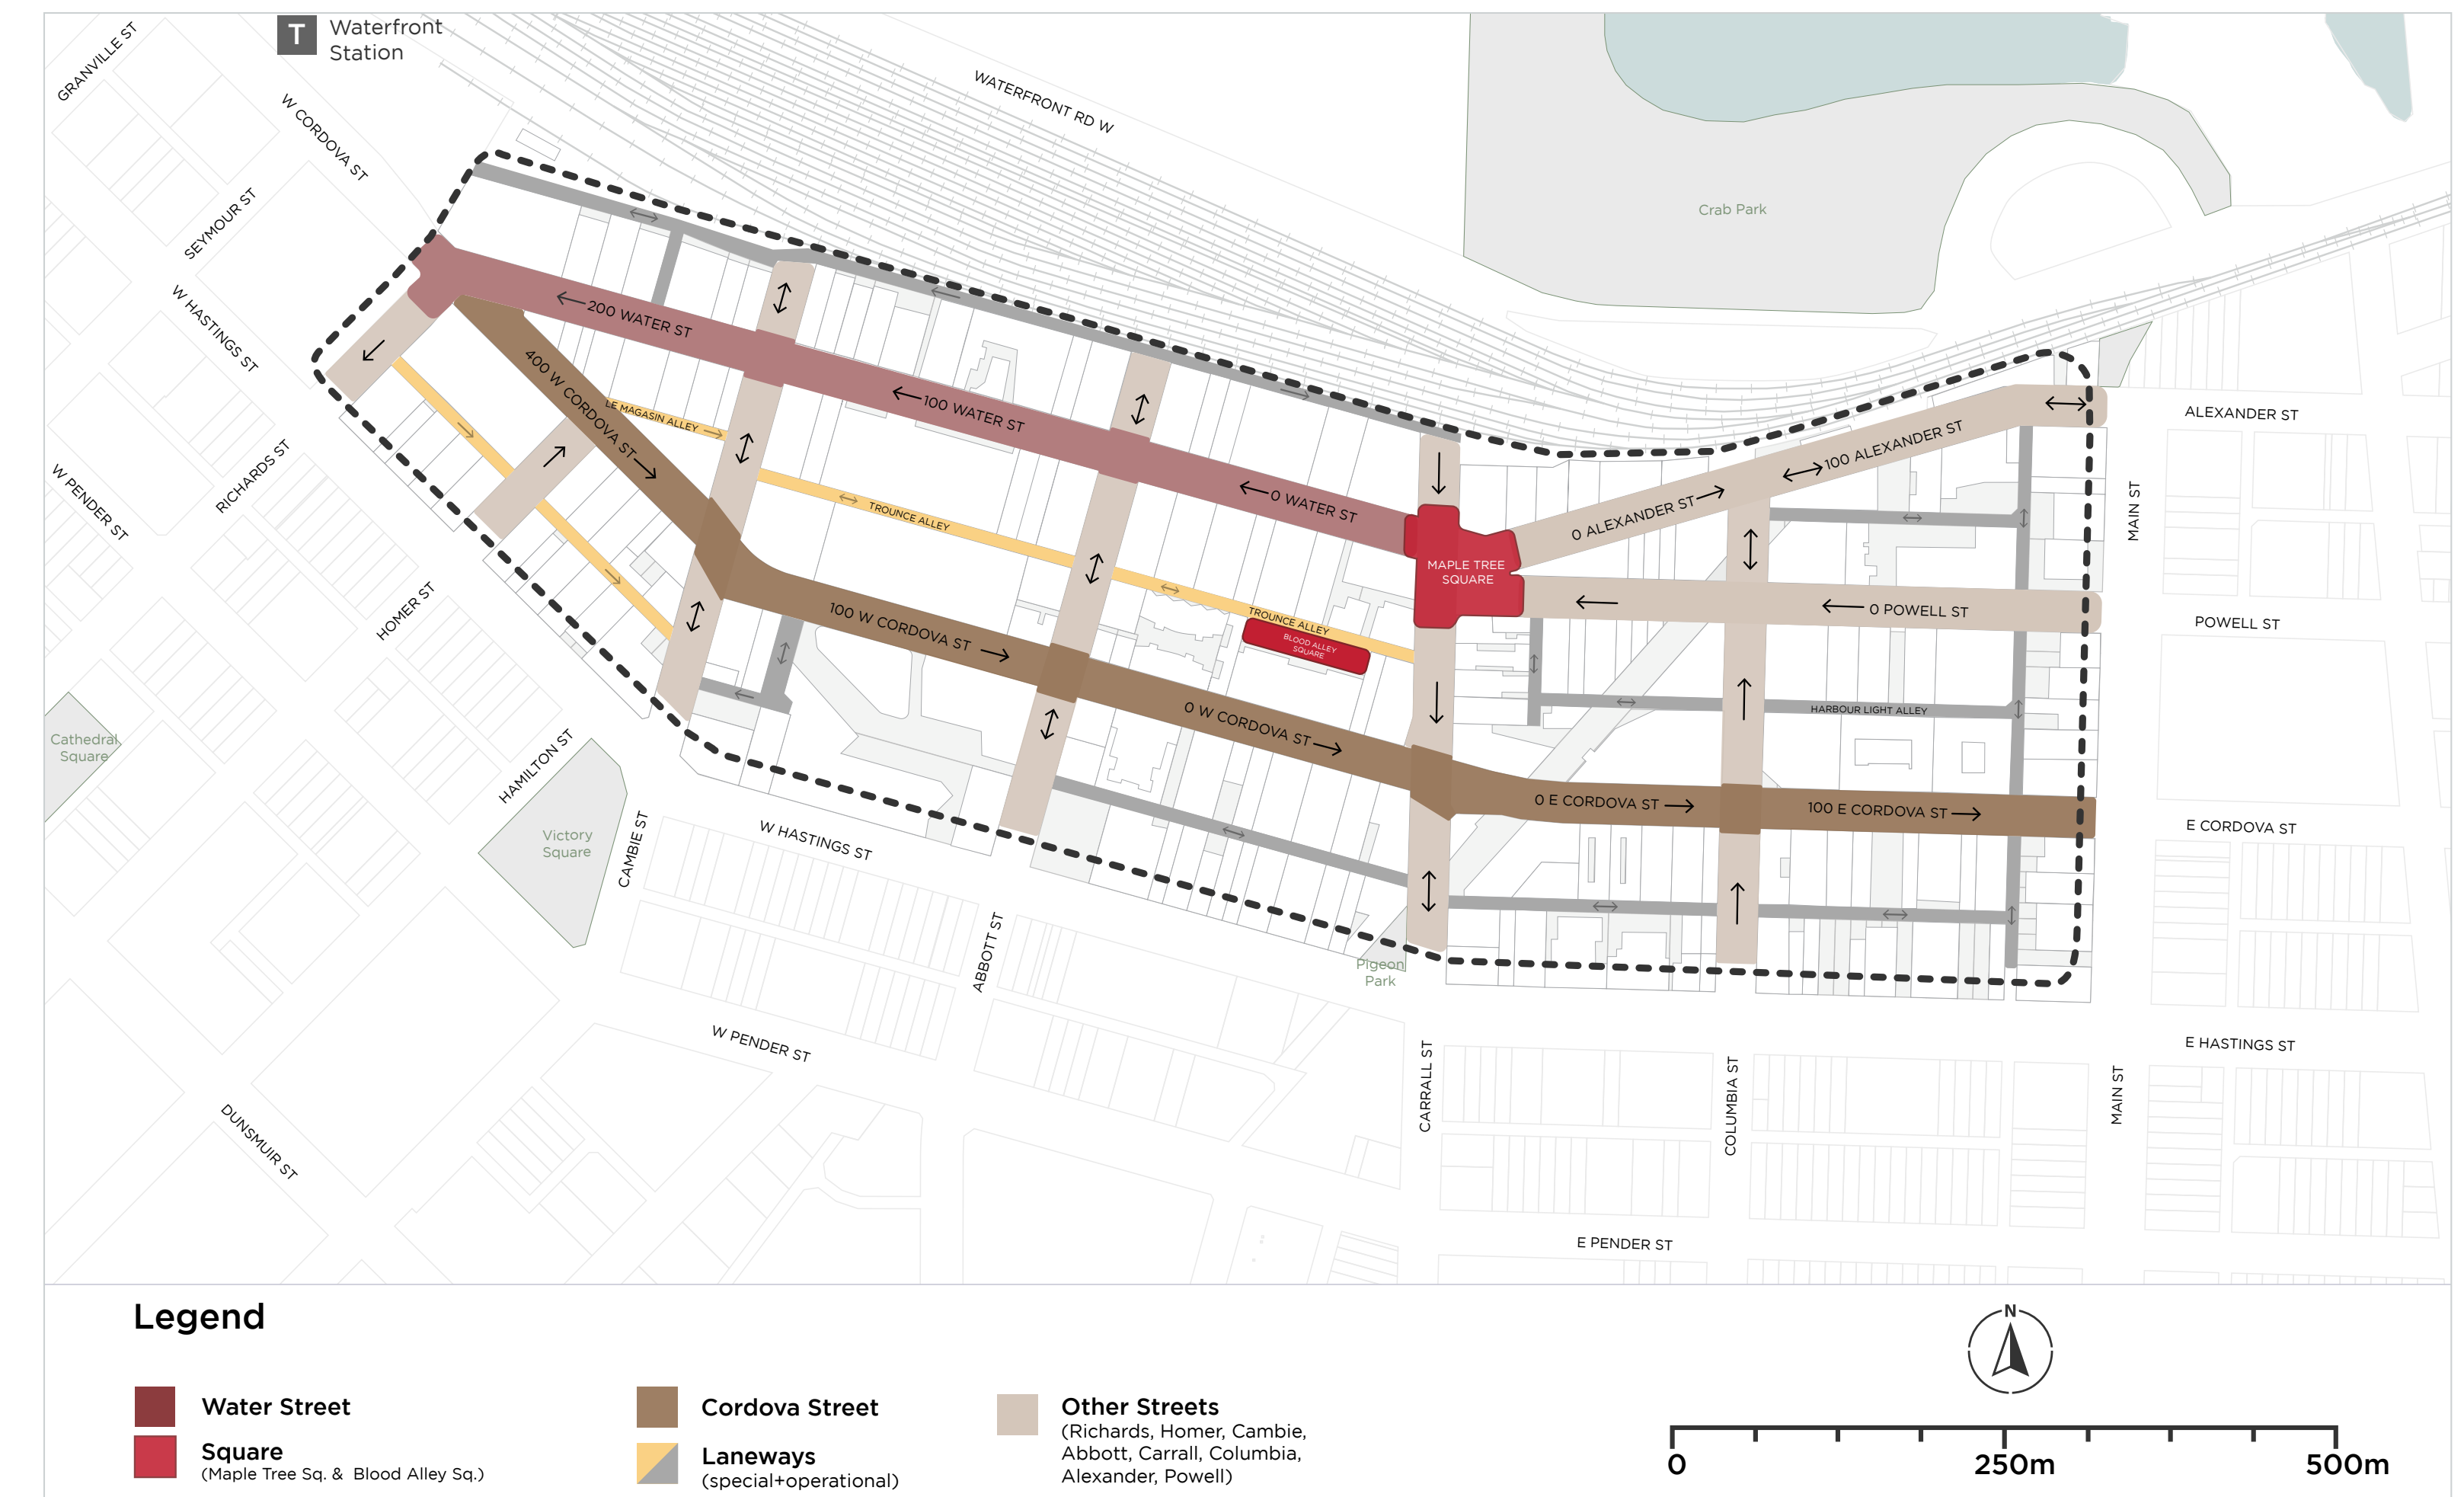 T
Waterfront
Station
GRANVILLE ST
W CORDOVA ST
WATERFRONT RD W
Crab Park
SEYMOUR ST
W HASTINGS ST
200 WATER ST
400 W CORDOVA ST
LE MAGASIN ALLEY
100 WATER ST
0 WATER ST
TROUNCE ALLEY
MAPLE TREE
SQUARE
0 ALEXANDER ST
100 ALEXANDER ST
ALEXANDER ST
W PENDER ST
RICHARDS ST
MAIN ST
HOMER ST
100 W CORDOVA ST
TROUNCE ALLEY
BLOOD ALLEY
SQUARE
0 POWELL ST
POWELL ST
0 W CORDOVA ST
HARBOUR LIGHT ALLEY
Cathedral
Square
HAMILTON ST
Victory
Square
CAMBIE ST
W HASTINGS ST
0 E CORDOVA ST
100 E CORDOVA ST
E CORDOVA ST
ABBOTT ST
Pigeon
Park
W PENDER ST
CARRALL ST
COLUMBIA ST
MAIN ST
E HASTINGS ST
DUNSMUIR ST
E PENDER ST
Legend
Water Street
Square
(Maple Tree Sq. & Blood Alley Sq.)
Cordova Street
Laneways
(special+operational)
Other Streets
(Richards, Homer, Cambie,
Abbott, Carrall, Columbia,
Alexander, Powell)
N
0
250m
500m